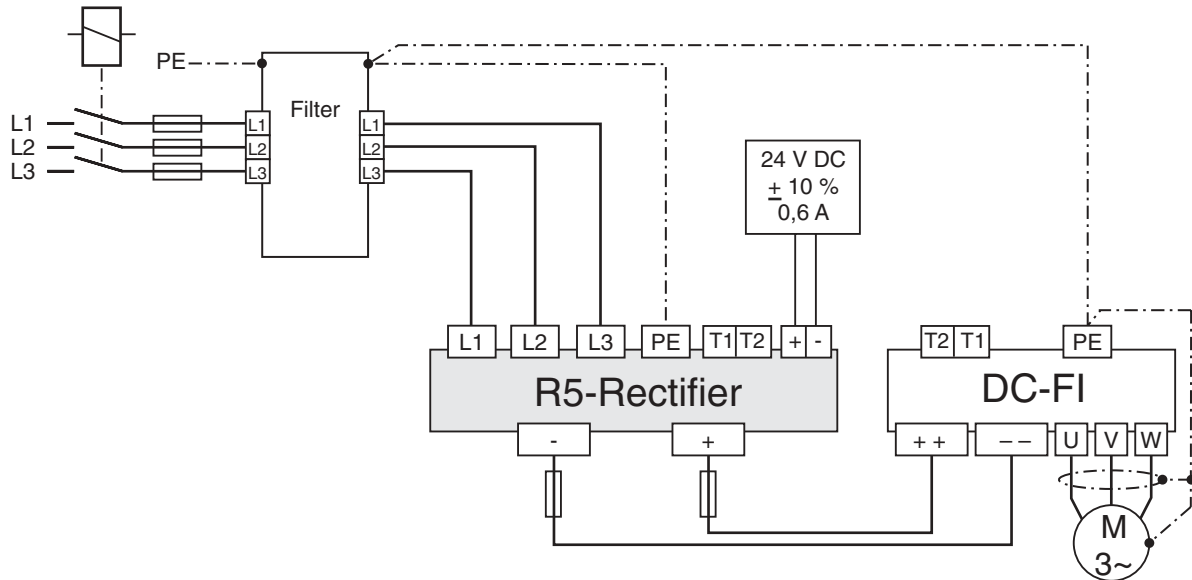 PE
Filter
L1
L2
L3
L1
L2
L3
L1
L2
L3
24 V DC
± 10 %
0,6 A
L1 L2 L3 PE T1 T2 + -
R5-Rectifier
- +
T2 T1 PE
DC-FI
++ −− U V W
M
3~